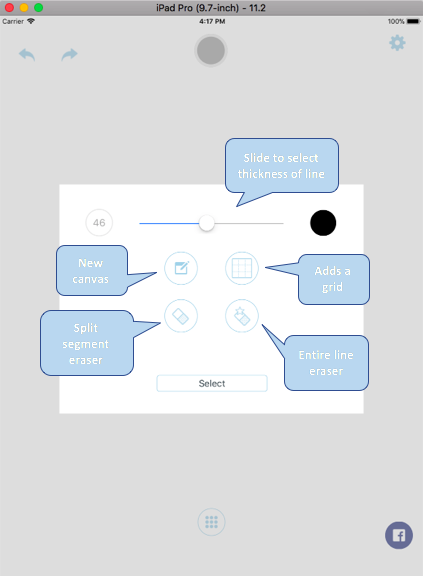 iPad Pro (9.7-inch) - 11.2
Carrier 4:17 PM 100%
Slide to select
thickness of line
46
New
canvas
Adds a
grid
Split
segment
eraser
Entire line
eraser
Select